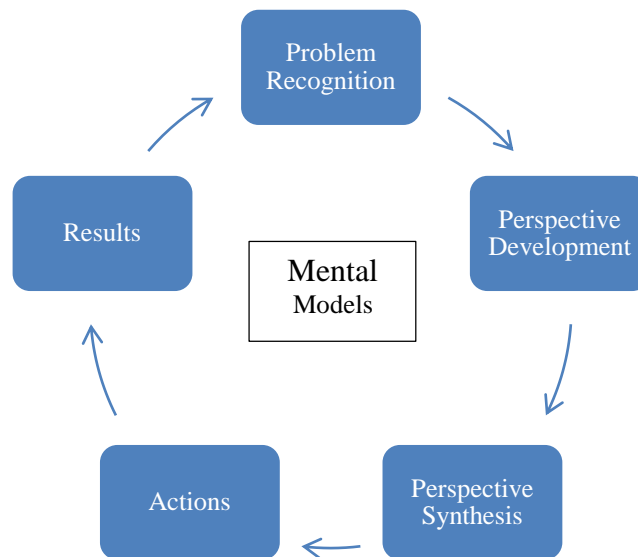 Problem
Recognition
Perspective
Development
Results
Mental
Models
Actions
Perspective
Synthesis